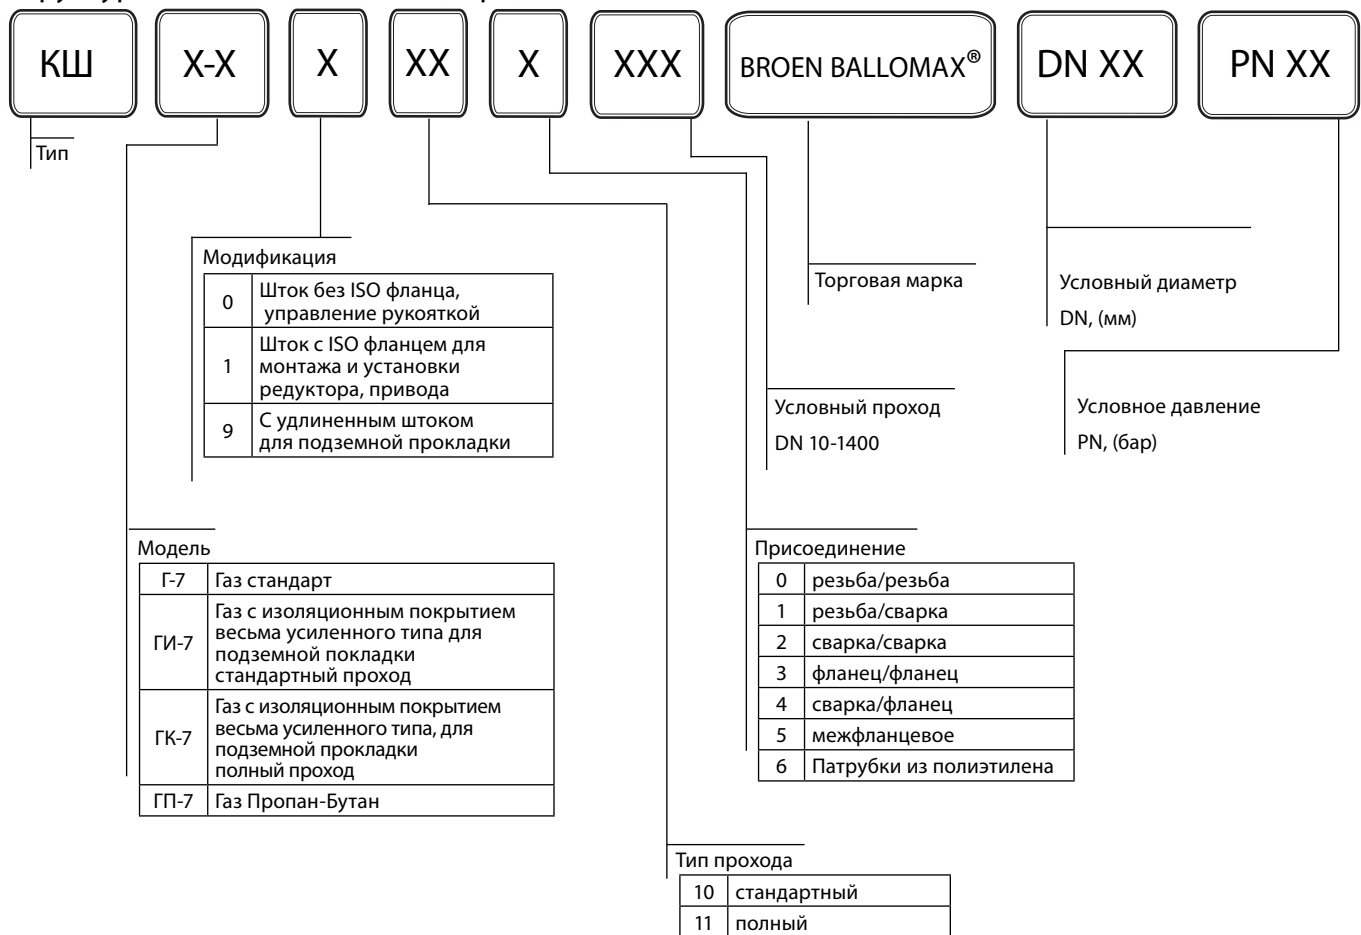 КШ
X-X
X
XX
X
XXX
BROEN BALLOMAX®
DN XX
PN XX
Тип
Модификация
0 Шток без ISO фланца,
управление рукояткой
1 Шток с ISO фланцем для
монтажа и установки
редуктора, привода
9 С удлиненным штоком
для подземной прокладки
Торговая марка
Условный диаметр
DN, (мм)
Условный проход
DN 10-1400
Условное давление
PN, (бар)
Модель
Г-7 Газ стандарт
ГИ-7 Газ с изоляционным покрытием
весьма усиленного типа для
подземной покладки
стандартный проход
ГК-7 Газ с изоляционным покрытием
весьма усиленного типа, для
подземной прокладки
полный проход
ГП-7 Газ Пропан-Бутан
Присоединение
0 резьба/резьба
1 резьба/сварка
2 сварка/сварка
3 фланец/фланец
4 сварка/фланец
5 межфланцевое
6 Патрубки из полиэтилена
Тип прохода
10 стандартный
11 полный